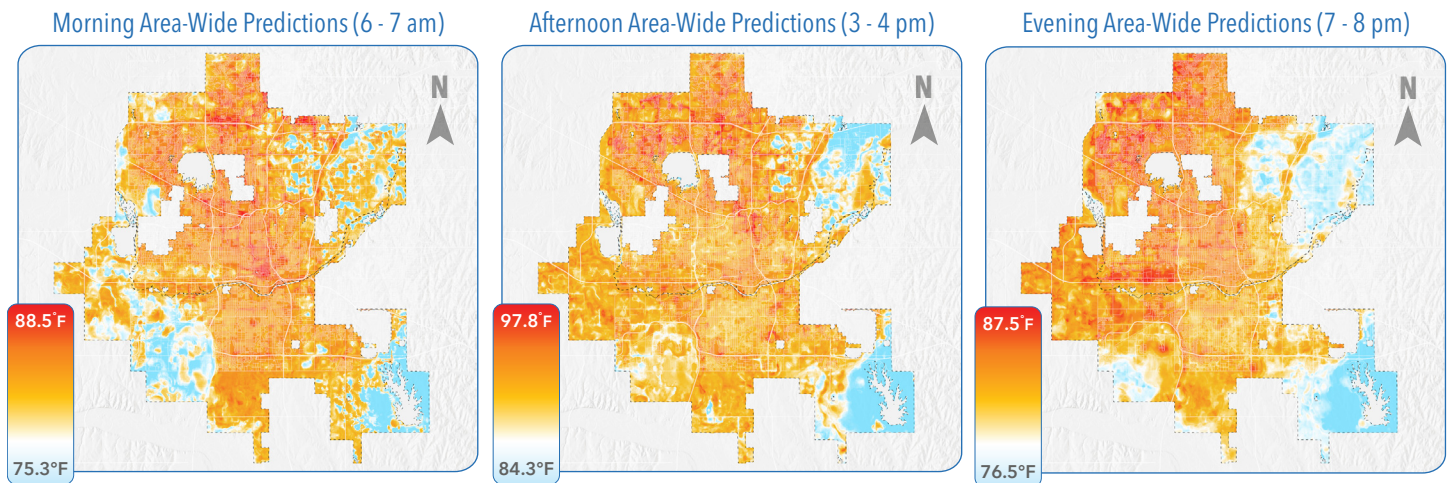 Morning Area-Wide Predictions (6 - 7 am)
N
88.5°F
75.3°F
Afternoon Area-Wide Predictions (3 - 4 pm)
N
97.8°F
84.3°F
Evening Area-Wide Predictions (7 - 8 pm)
N
87.5°F
76.5°F